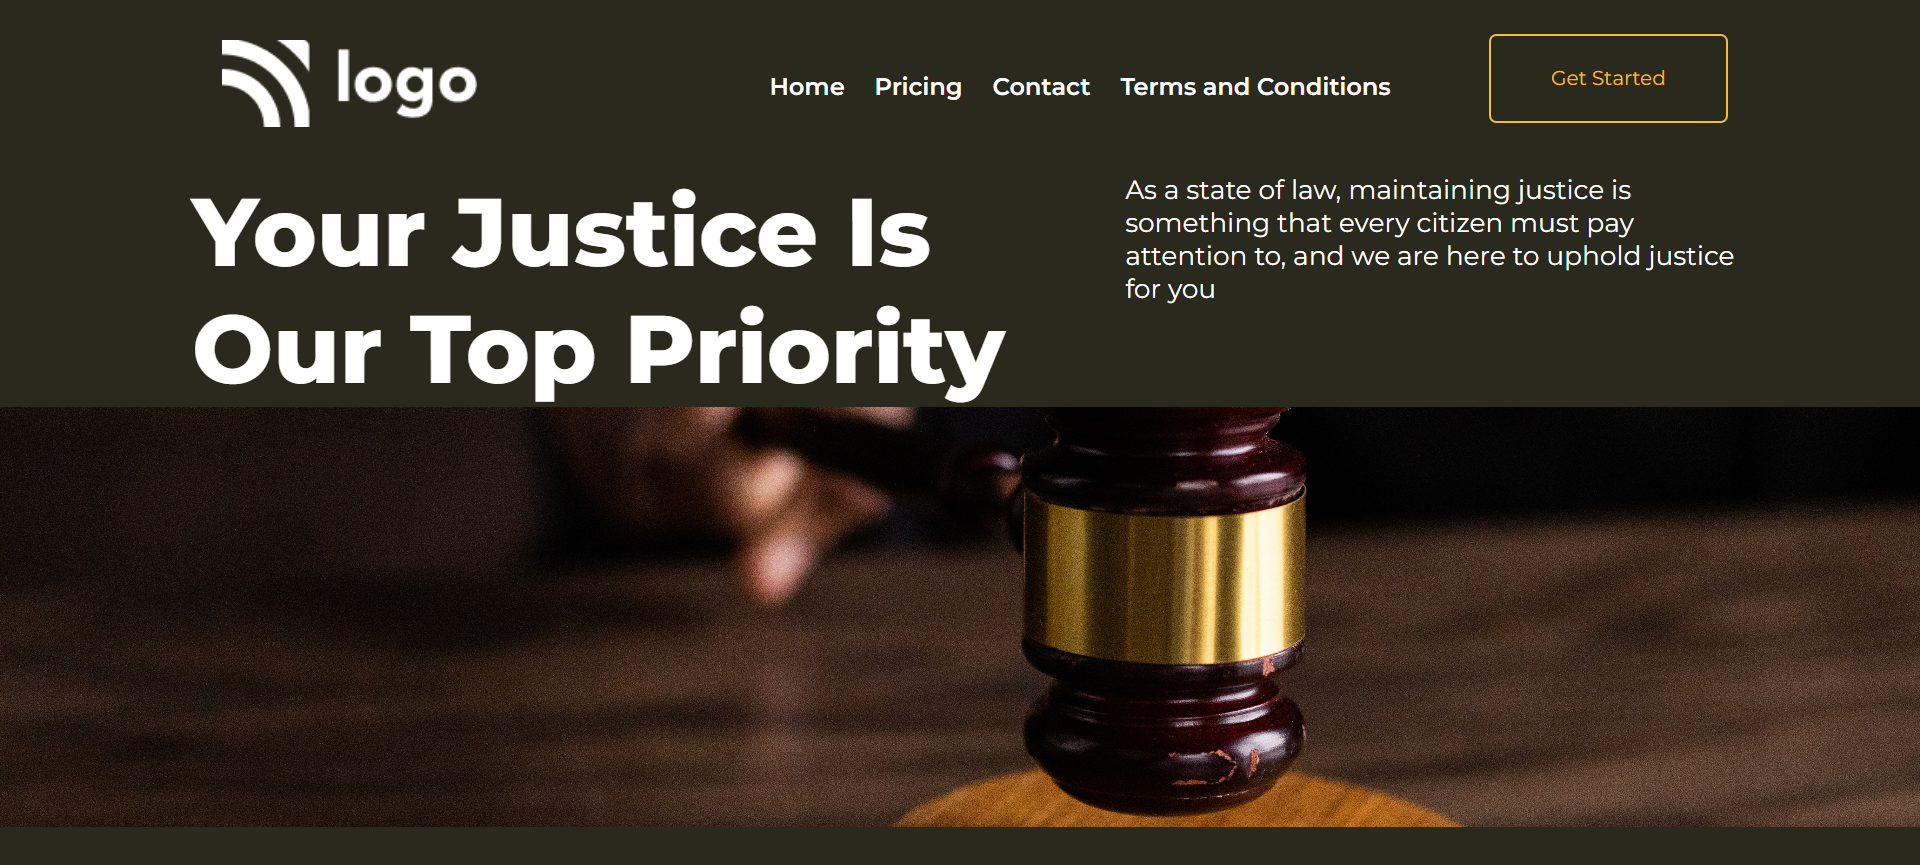 logo
Home Pricing Contact Terms and Conditions
Get Started
Your Justice Is
Our Top Priority
As a state of law, maintaining justice is
something that every citizen must pay
attention to, and we are here to uphold justice
for you